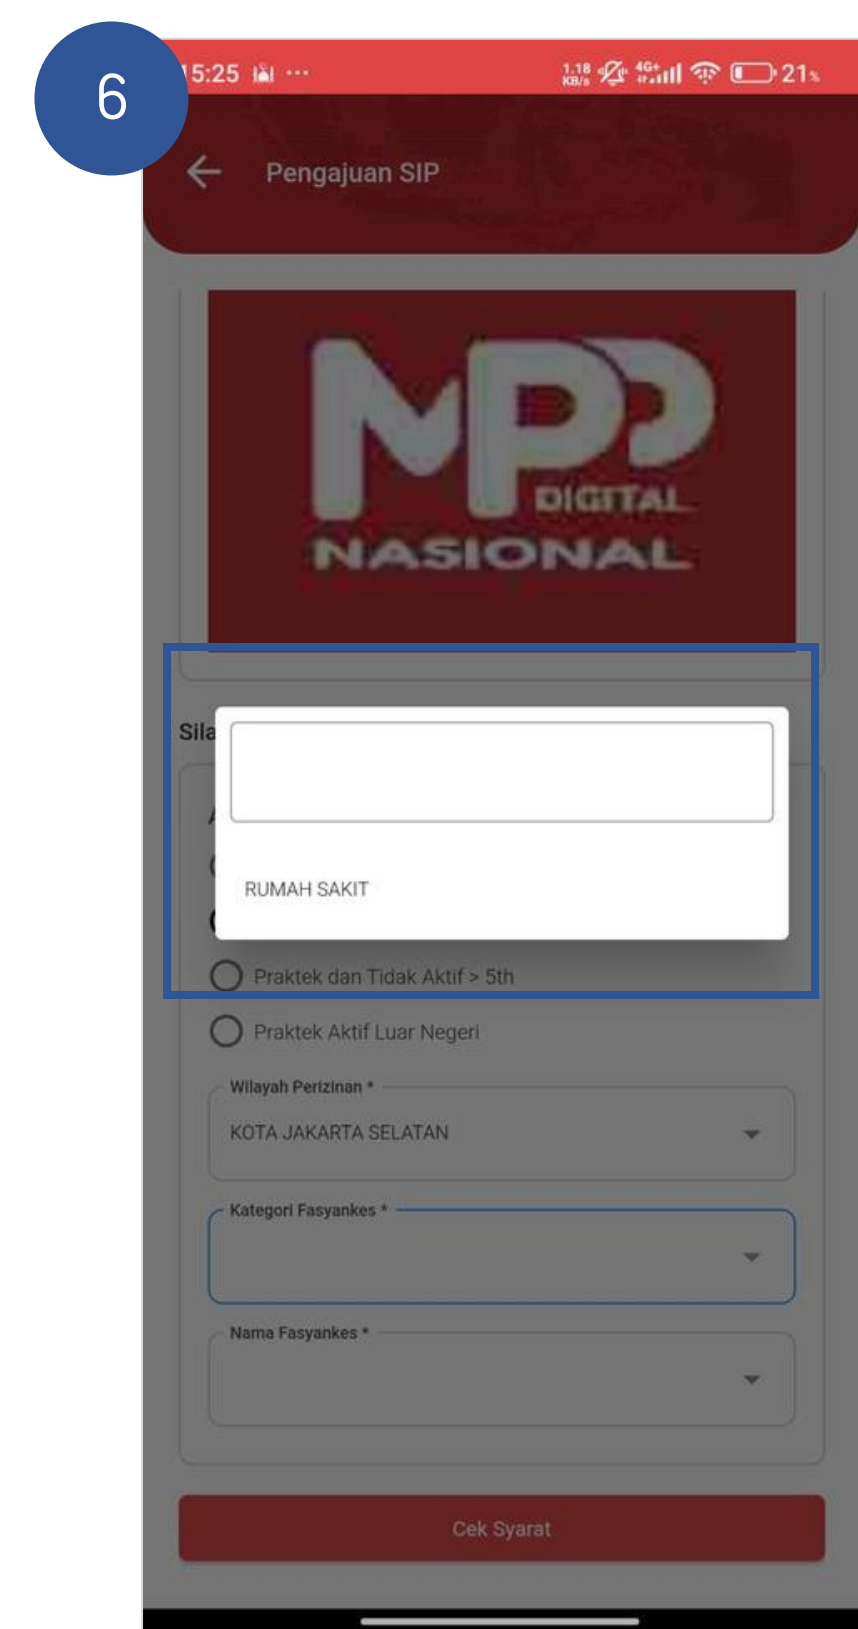 6
15:25
1.18 KB/s
4G+
21%
Pengajuan SIP
MPP
DIGITAL
NASIONAL
Sila
RUMAH SAKIT
Praktek dan Tidak Aktif > 5th
Praktek Aktif Luar Negeri
Wilayah Perizinan *
KOTA JAKARTA SELATAN
Kategori Fasyankes *
Nama Fasyankes *
Cek Syarat